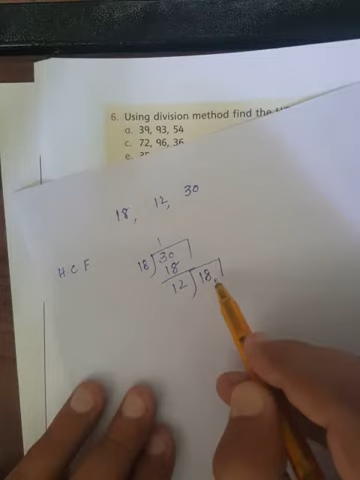 6. Using division method find the
a. 39, 93, 54
c. 72, 96, 36
e.
18, 12, 30
HCF
1
18) 30
18
12) 18